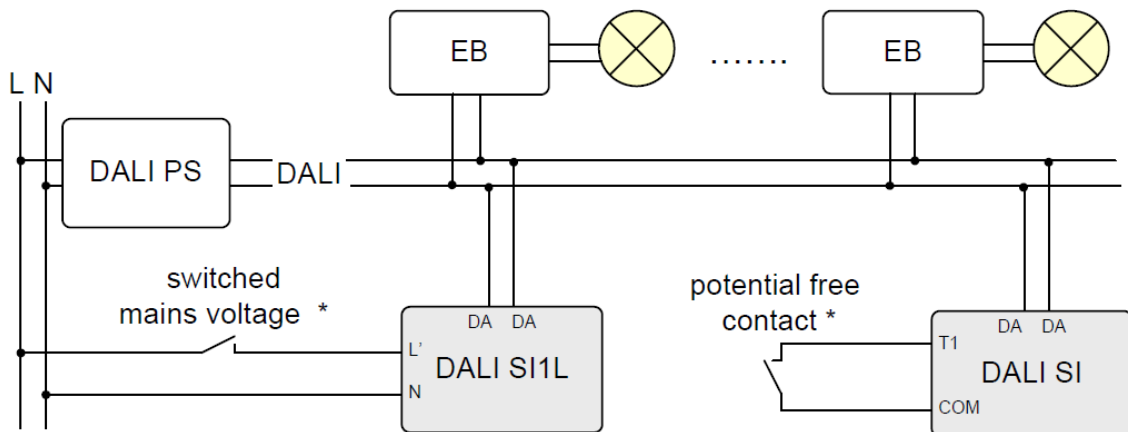 EB
.......
EB
L N
DALI PS
DALI
switched
mains voltage *
potential free
contact *
DA DA
L'
DALI SI1L
N
DA DA
T1
DALI SI
COM